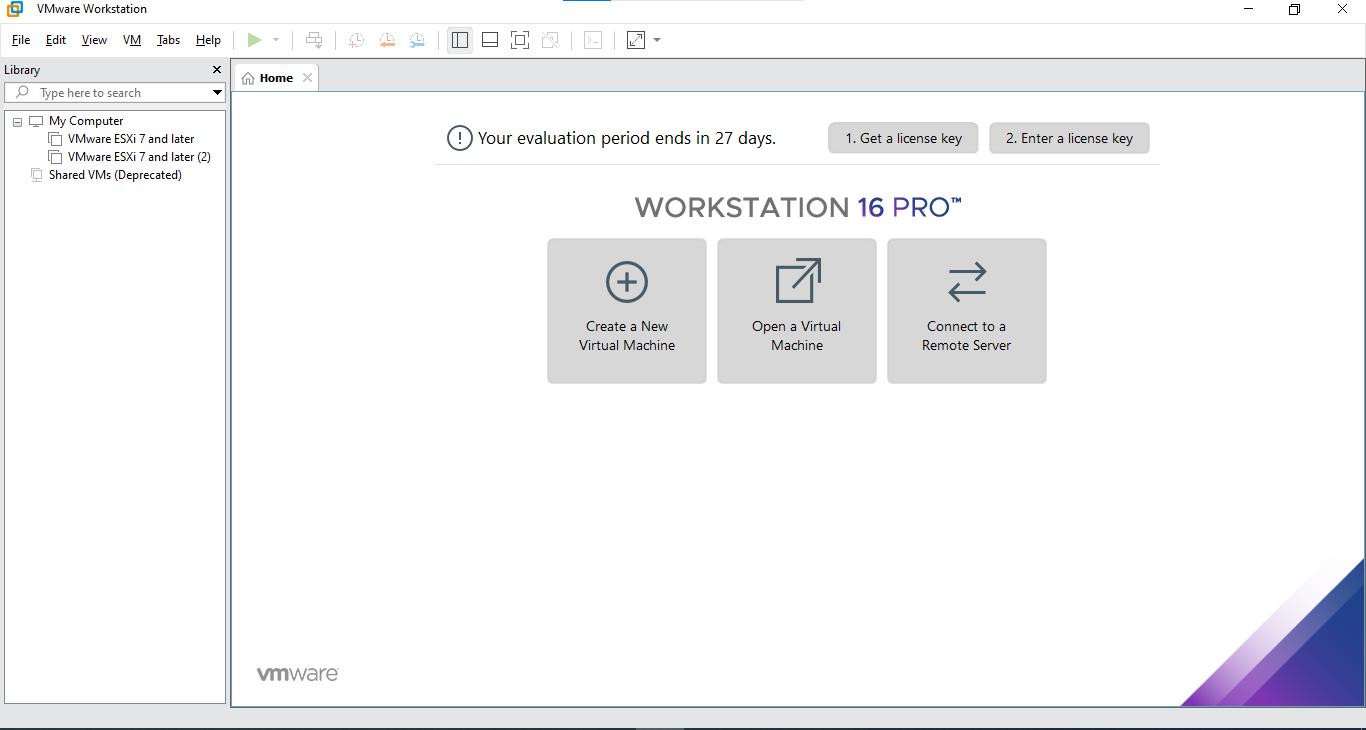 VMware Workstation
File Edit View VM Tabs Help
Library
Type here to search
My Computer
VMware ESXi 7 and later
VMware ESXi 7 and later (2)
Shared VMs (Deprecated)
Home
! Your evaluation period ends in 27 days.
1. Get a license key
2. Enter a license key
WORKSTATION 16 PRO™
Create a New
Virtual Machine
Open a Virtual
Machine
Connect to a
Remote Server
vmware